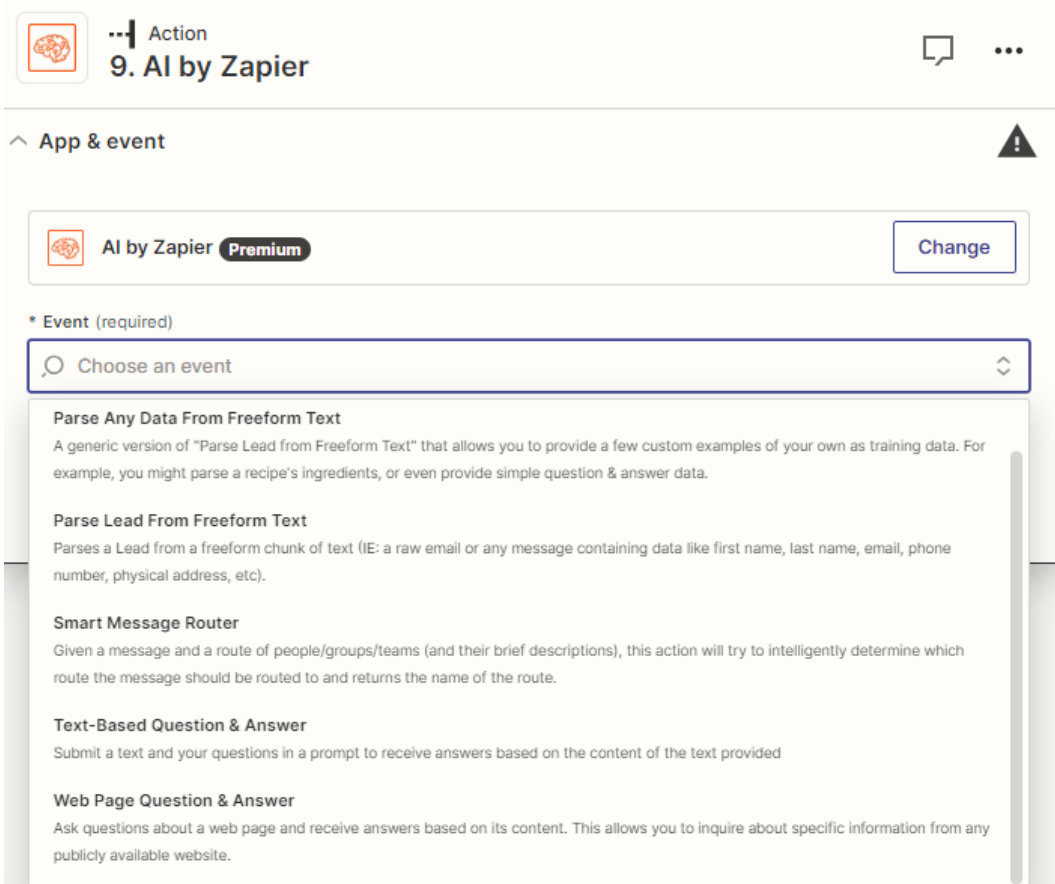 Action
9. AI by Zapier
App & event
AI by Zapier Premium
Change
* Event (required)
Choose an event
Parse Any Data From Freeform Text
A generic version of "Parse Lead from Freeform Text" that allows you to provide a few custom examples of your own as training data. For
example, you might parse a recipe's ingredients, or even provide simple question & answer data.
Parse Lead From Freeform Text
Parses a Lead from a freeform chunk of text (IE: a raw email or any message containing data like first name, last name, email, phone
number, physical address, etc).
Smart Message Router
Given a message and a route of people/groups/teams (and their brief descriptions), this action will try to intelligently determine which
route the message should be routed to and returns the name of the route.
Text-Based Question & Answer
Submit a text and your questions in a prompt to receive answers based on the content of the text provided
Web Page Question & Answer
Ask questions about a web page and receive answers based on its content. This allows you to inquire about specific information from any
publicly available website.